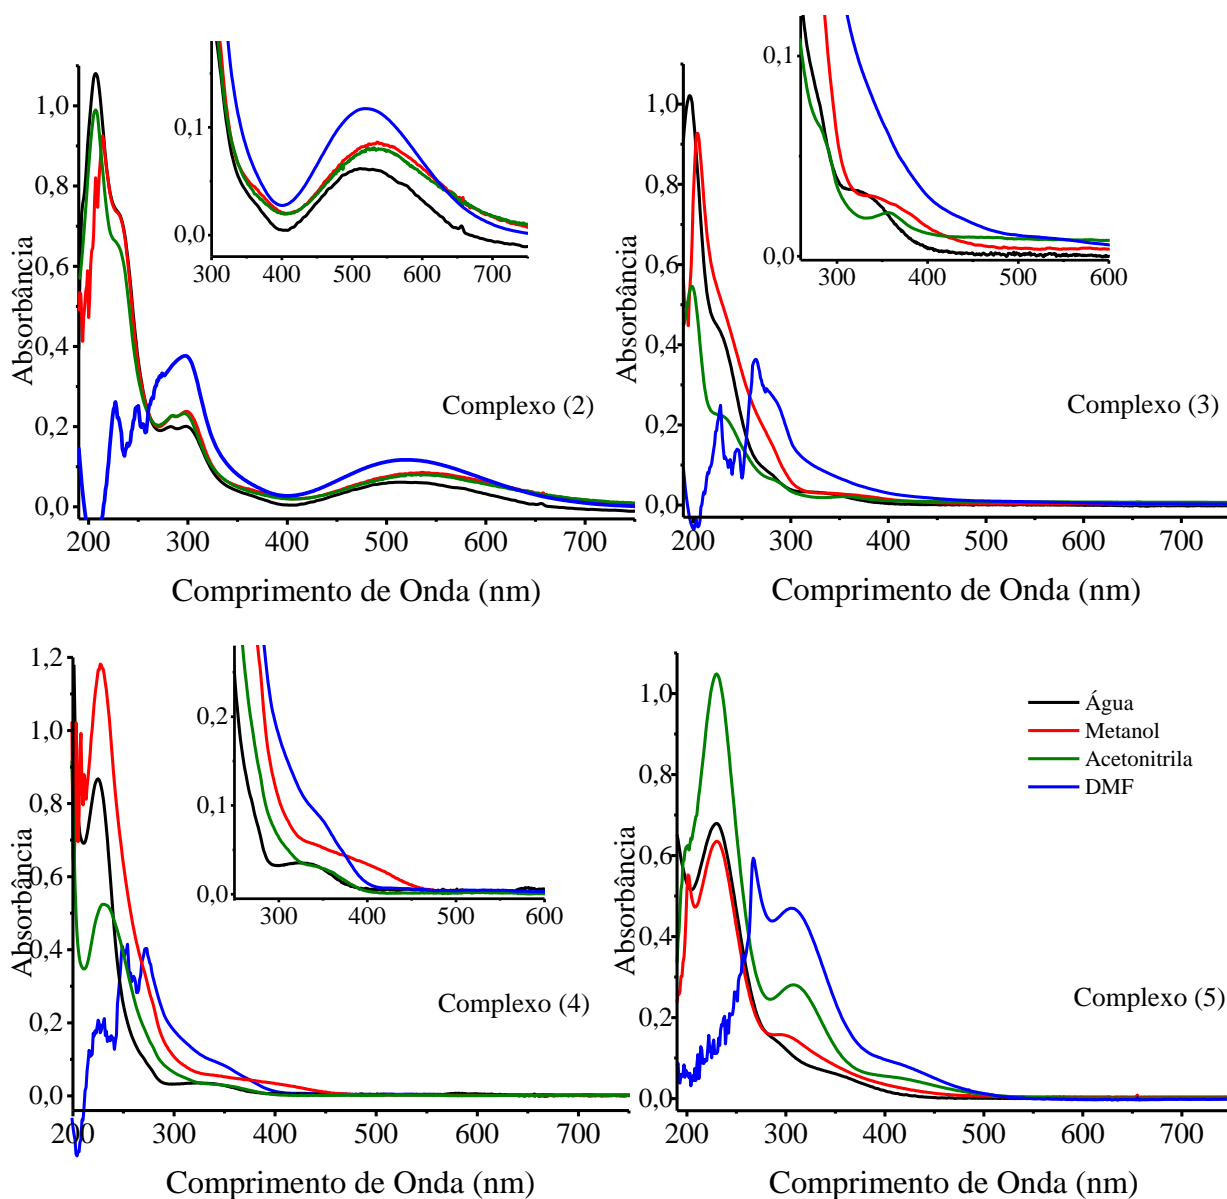 0,1
0,0
300 400 500 600 700
1,0
0,8
0,6
0,4
0,2
0,0
200 300 400 500 600 700
Absorbância
Complexo (2)
Comprimento de Onda (nm)
0,1
0,0
300 400 500 600
1,0
0,8
0,6
0,4
0,2
0,0
200 300 400 500 600 700
Absorbância
Complexo (3)
Comprimento de Onda (nm)
0,2
0,1
0,0
300 400 500 600
1,2
1,0
0,8
0,6
0,4
0,2
0,0
200 300 400 500 600 700
Absorbância
Complexo (4)
Comprimento de Onda (nm)
1,0
0,8
0,6
0,4
0,2
0,0
200 300 400 500 600 700
Absorbância
Água
Metanol
Acetonitrila
DMF
Complexo (5)
Comprimento de Onda (nm)